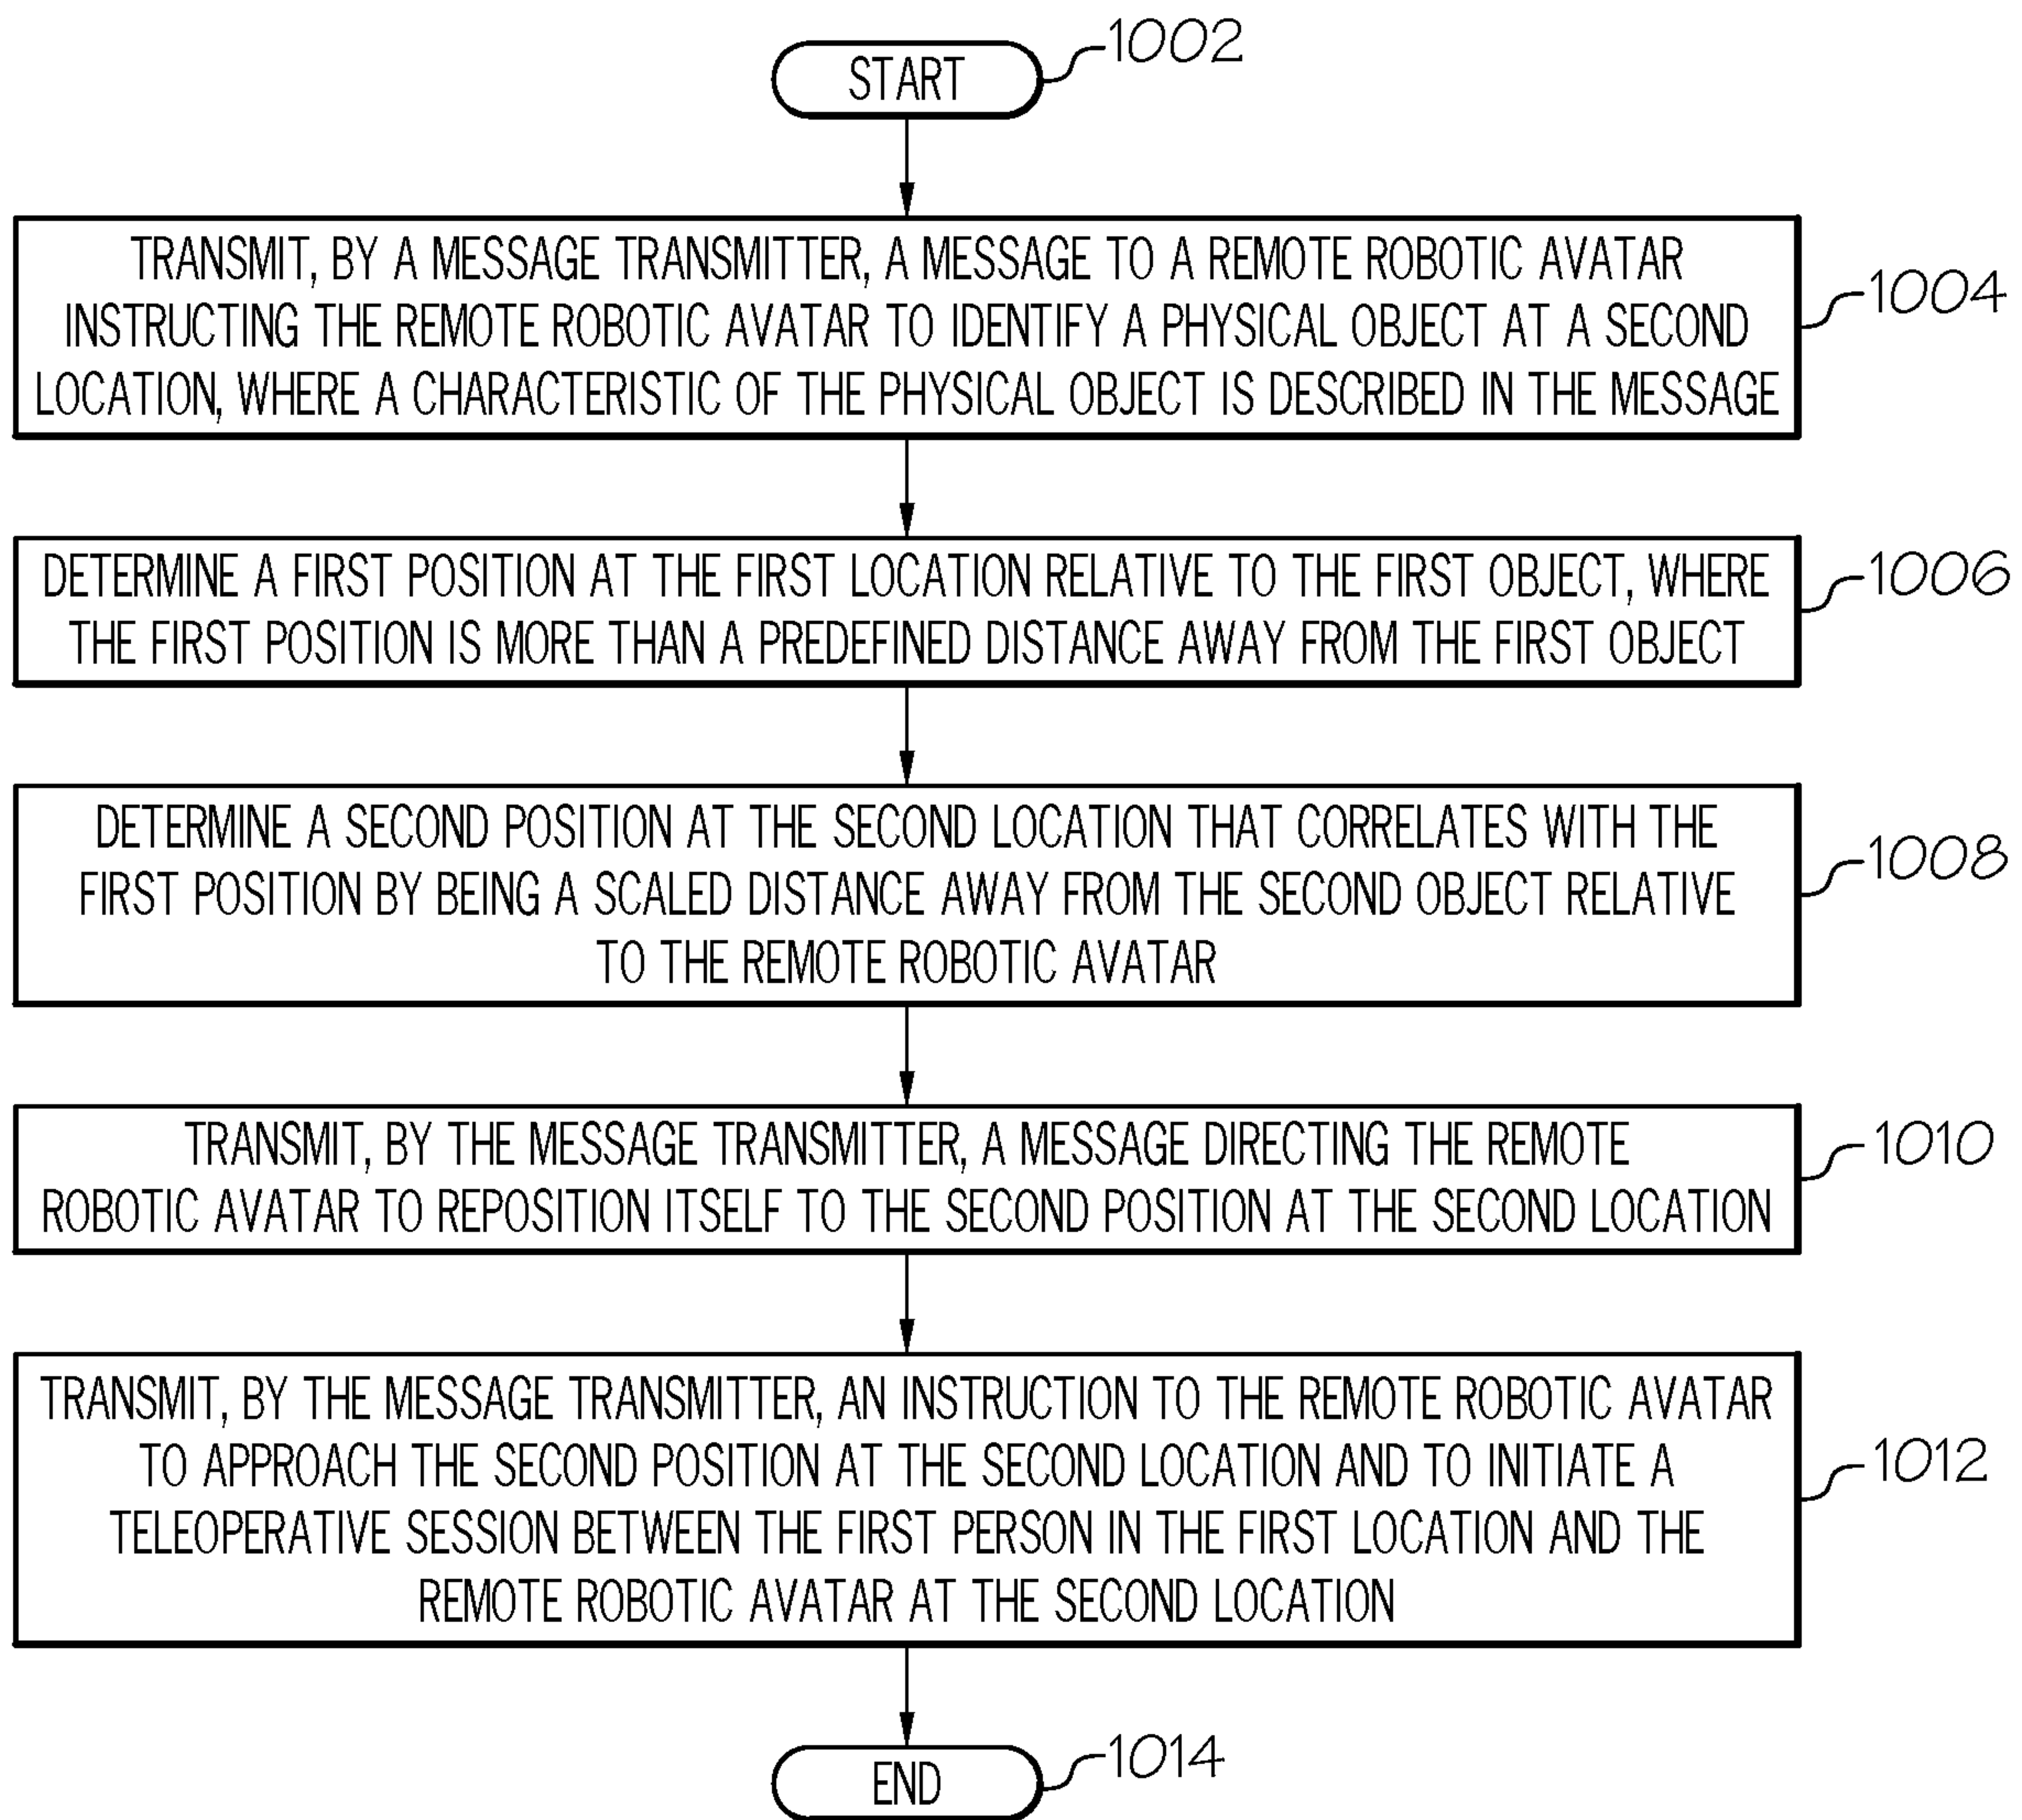 START
1002
TRANSMIT, BY A MESSAGE TRANSMITTER, A MESSAGE TO A REMOTE ROBOTIC AVATAR
INSTRUCTING THE REMOTE ROBOTIC AVATAR TO IDENTIFY A PHYSICAL OBJECT AT A SECOND
LOCATION, WHERE A CHARACTERISTIC OF THE PHYSICAL OBJECT IS DESCRIBED IN THE MESSAGE
1004
DETERMINE A FIRST POSITION AT THE FIRST LOCATION RELATIVE TO THE FIRST OBJECT, WHERE
THE FIRST POSITION IS MORE THAN A PREDEFINED DISTANCE AWAY FROM THE FIRST OBJECT
1006
DETERMINE A SECOND POSITION AT THE SECOND LOCATION THAT CORRELATES WITH THE
FIRST POSITION BY BEING A SCALED DISTANCE AWAY FROM THE SECOND OBJECT RELATIVE
TO THE REMOTE ROBOTIC AVATAR
1008
TRANSMIT, BY THE MESSAGE TRANSMITTER, A MESSAGE DIRECTING THE REMOTE
ROBOTIC AVATAR TO REPOSITION ITSELF TO THE SECOND POSITION AT THE SECOND LOCATION
1010
TRANSMIT, BY THE MESSAGE TRANSMITTER, AN INSTRUCTION TO THE REMOTE ROBOTIC AVATAR
TO APPROACH THE SECOND POSITION AT THE SECOND LOCATION AND TO INITIATE A
TELEOPERATIVE SESSION BETWEEN THE FIRST PERSON IN THE FIRST LOCATION AND THE
REMOTE ROBOTIC AVATAR AT THE SECOND LOCATION
1012
END
1014